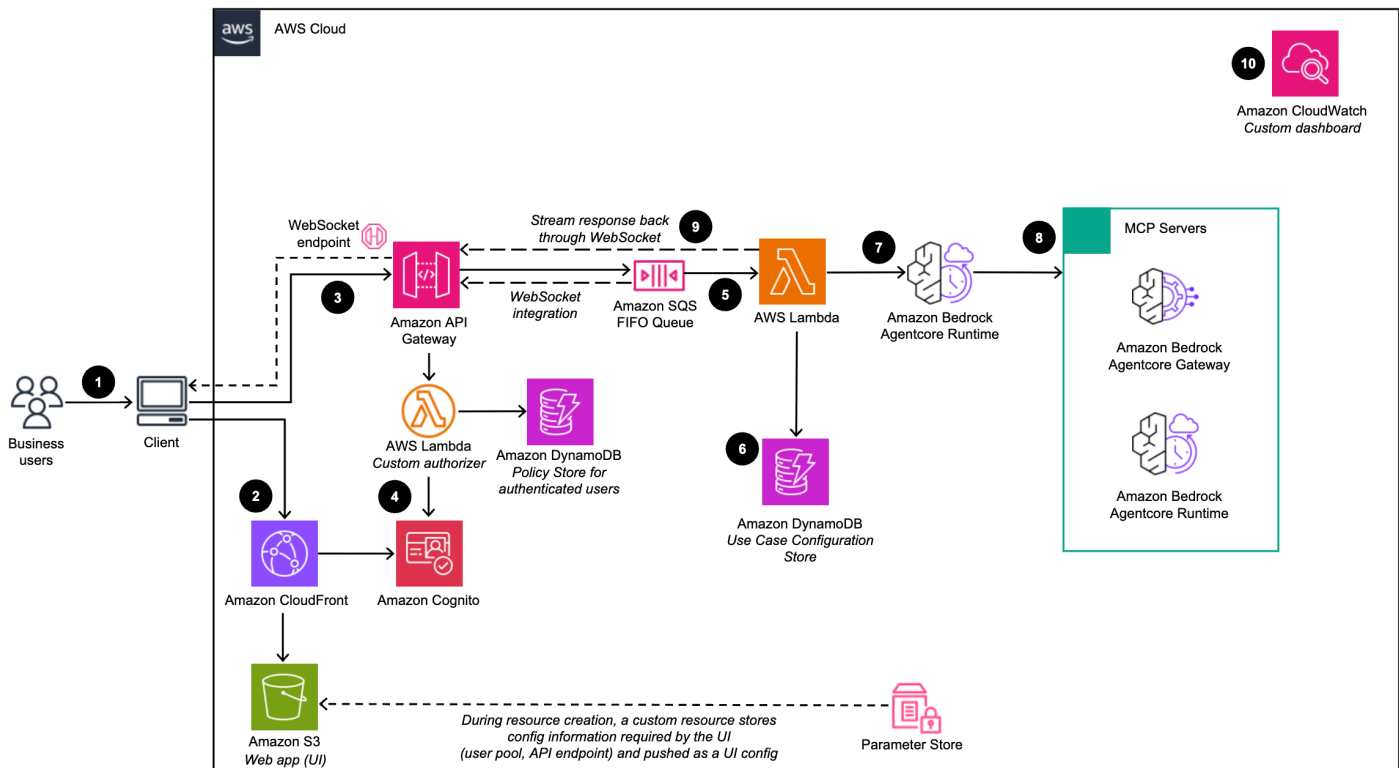 aws
AWS Cloud
10
Amazon CloudWatch
Custom dashboard
WebSocket
endpoint
Stream response back
through WebSocket
9
7
8
MCP Servers
3
WebSocket
integration
5
Amazon API
Gateway
Amazon SQS
FIFO Queue
AWS Lambda
Amazon Bedrock
Agentcore Runtime
Amazon Bedrock
Agentcore Gateway
1
Business
users
Client
AWS Lambda
Custom authorizer
Amazon DynamoDB
Policy Store for
authenticated users
6
2
4
Amazon DynamoDB
Use Case Configuration
Store
Amazon Bedrock
Agentcore Runtime
Amazon CloudFront
Amazon Cognito
During resource creation, a custom resource stores
config information required by the UI
(user pool, API endpoint) and pushed as a UI config
Parameter Store
Amazon S3
Web app (UI)